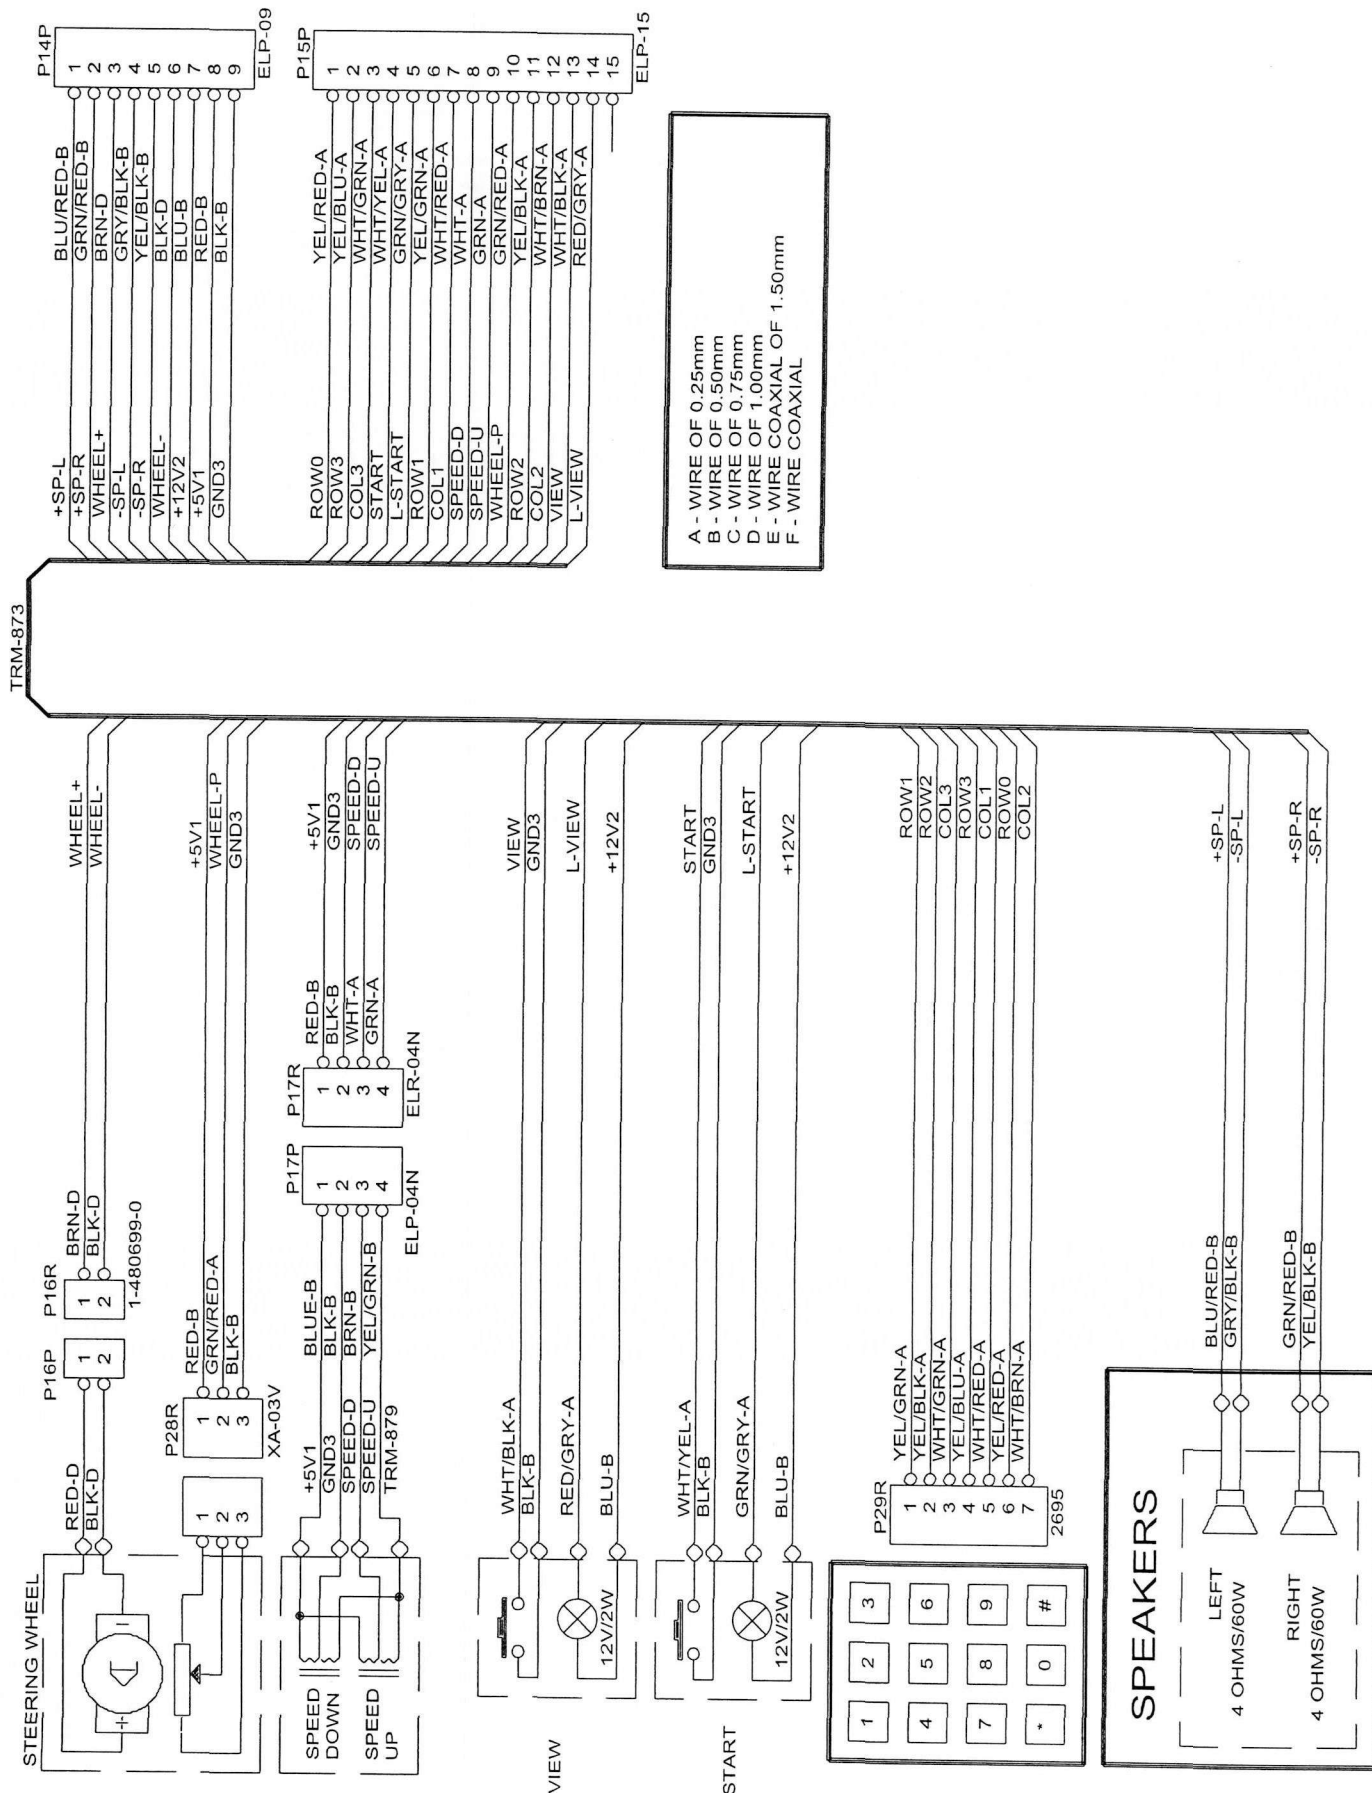 TRM-873
P14P
1
2
3
4
5
6
7
8
9
ELP-09
BLU/RED-B
GRN/RED-B
BRN-D
GRY/BLK-B
YEL/BLK-B
BLK-D
BLU-B
RED-B
BLK-B
+SP-L
+SP-R
WHEEL+
-SP-L
-SP-R
WHEEL-
+12V2
+5V1
GND3
P15P
1
2
3
4
5
6
7
8
9
10
11
12
13
14
15
ELP-15
YEL/RED-A
YEL/BLU-A
WHT/GRN-A
WHT/YEL-A
GRN/GRY-A
YEL/GRN-A
WHT/RED-A
WHT-A
GRN-A
GRN/RED-A
YEL/BLK-A
WHT/BRN-A
WHT/BLK-A
RED/GRY-A
ROW0
ROW3
COL3
START
L-START
ROW1
COL1
SPEED-D
SPEED-U
WHEEL-P
ROW2
COL2
VIEW
L-VIEW
A - WIRE OF 0.25mm
B - WIRE OF 0.50mm
C - WIRE OF 0.75mm
D - WIRE OF 1.00mm
E - WIRE COAXIAL OF 1.50mm
F - WIRE COAXIAL
STEERING WHEEL
+
-
RED-D
BLK-D
P16P
1
2
P16R
1
2
1-480699-0
BRN-D
BLK-D
WHEEL+
WHEEL-
1
2
3
P28R
1
2
3
XA-03V
RED-B
GRN/RED-A
BLK-B
+5V1
WHEEL-P
GND3
SPEED
DOWN
SPEED
UP
+5V1
GND3
SPEED-D
SPEED-U
TRM-879
BLUE-B
BLK-B
BRN-B
YEL/GRN-B
P17P
1
2
3
4
ELP-04N
P17R
1
2
3
4
ELR-04N
RED-B
BLK-B
WHT-A
GRN-A
+5V1
GND3
SPEED-D
SPEED-U
VIEW
12V/2W
WHT/BLK-A
BLK-B
RED/GRY-A
BLU-B
VIEW
GND3
L-VIEW
+12V2
START
12V/2W
WHT/YEL-A
BLK-B
GRN/GRY-A
BLU-B
START
GND3
L-START
+12V2
1 2 3
4 5 6
7 8 9
* 0 #
P29R
1
2
3
4
5
6
7
2695
YEL/GRN-A
YEL/BLK-A
WHT/GRN-A
YEL/BLU-A
WHT/RED-A
YEL/RED-A
WHT/BRN-A
ROW1
ROW2
COL3
ROW3
COL1
ROW0
COL2
SPEAKERS
LEFT
4 OHMS/60W
RIGHT
4 OHMS/60W
BLU/RED-B
GRY/BLK-B
GRN/RED-B
YEL/BLK-B
+SP-L
-SP-L
+SP-R
-SP-R